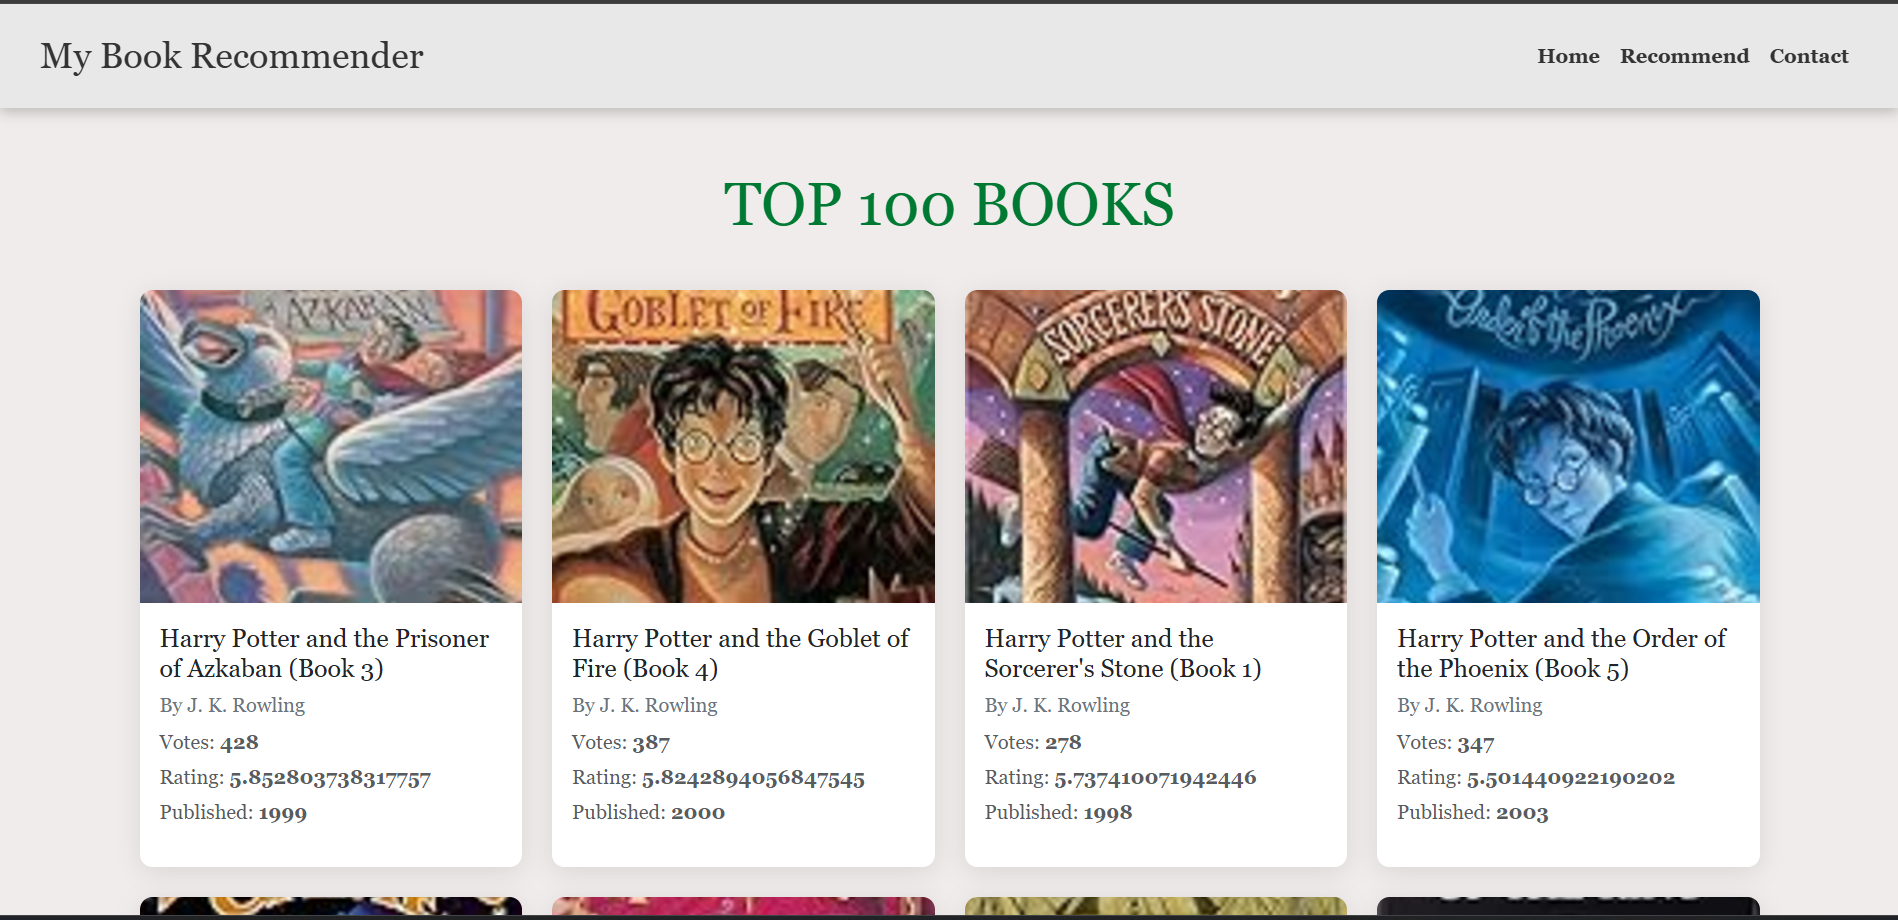 My Book Recommender
Home Recommend Contact
TOP 100 BOOKS
AZKABAN
GOBLET OF FIRE
SORCERER'S STONE
Order of the Phoenix
Harry Potter and the Prisoner
of Azkaban (Book 3)
By J. K. Rowling
Votes: 428
Rating: 5.852803738317757
Published: 1999
Harry Potter and the Goblet of
Fire (Book 4)
By J. K. Rowling
Votes: 387
Rating: 5.8242894056847545
Published: 2000
Harry Potter and the
Sorcerer's Stone (Book 1)
By J. K. Rowling
Votes: 278
Rating: 5.737410071942446
Published: 1998
Harry Potter and the Order of
the Phoenix (Book 5)
By J. K. Rowling
Votes: 347
Rating: 5.501440922190202
Published: 2003